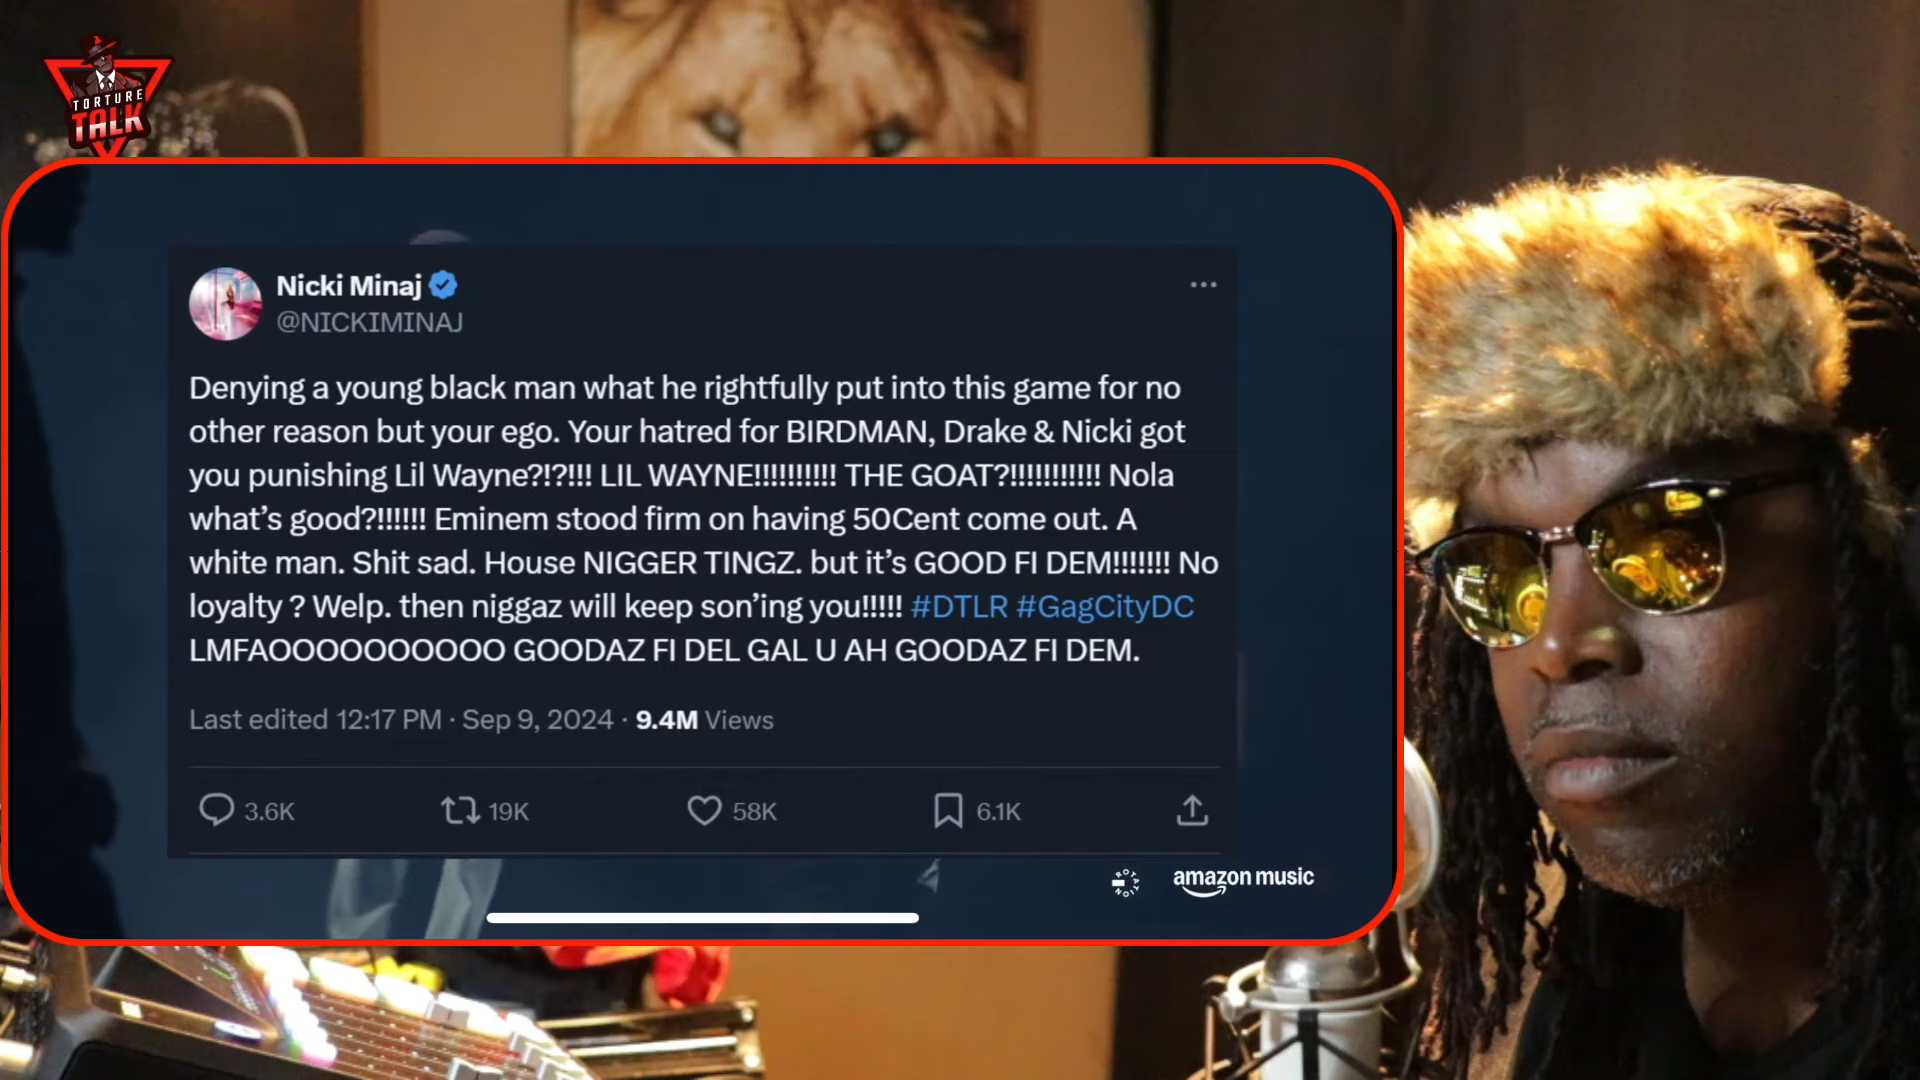 TORTURE
TALK
Nicki Minaj
@NICKIMINAJ
Denying a young black man what he rightfully put into this game for no
other reason but your ego. Your hatred for BIRDMAN, Drake & Nicki got
you punishing Lil Wayne?!?!!! LIL WAYNE!!!!!!!!!! THE GOAT?!!!!!!!!!!! Nola
what's good?!!!!!! Eminem stood firm on having 50Cent come out. A
white man. Shit sad. House NIGGER TINGZ. but it's GOOD FI DEM!!!!!!! No
loyalty ? Welp. then niggaz will keep son'ing you!!!!! #DTLR #GagCityDC
LMFAOOOOOOOOOO GOODAZ FI DEL GAL U AH GOODAZ FI DEM.
Last edited 12:17 PM · Sep 9, 2024 · 9.4M Views
3.6K 19K 58K 6.1K
ROTATION amazon music